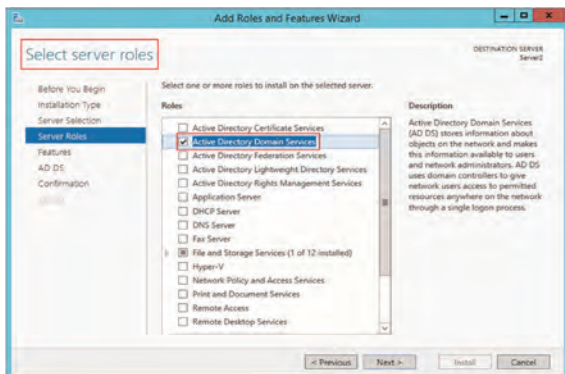 Add Roles and Features Wizard
Select server roles
DESTINATION SERVER
Server2
Before You Begin
Installation Type
Server Selection
Server Roles
Features
AD DS
Confirmation
Select one or more roles to install on the selected server.
Roles
Active Directory Certificate Services
Active Directory Domain Services
Active Directory Federation Services
Active Directory Lightweight Directory Services
Active Directory Rights Management Services
Application Server
DHCP Server
DNS Server
Fax Server
File and Storage Services (1 of 12 installed)
Hyper-V
Network Policy and Access Services
Print and Document Services
Remote Access
Remote Desktop Services
Description
Active Directory Domain Services
(AD DS) stores information about
objects on the network and makes
this information available to users
and network administrators. AD DS
uses domain controllers to give
network users access to permitted
resources anywhere on the network
through a single logon process.
< Previous
Next >
Install
Cancel